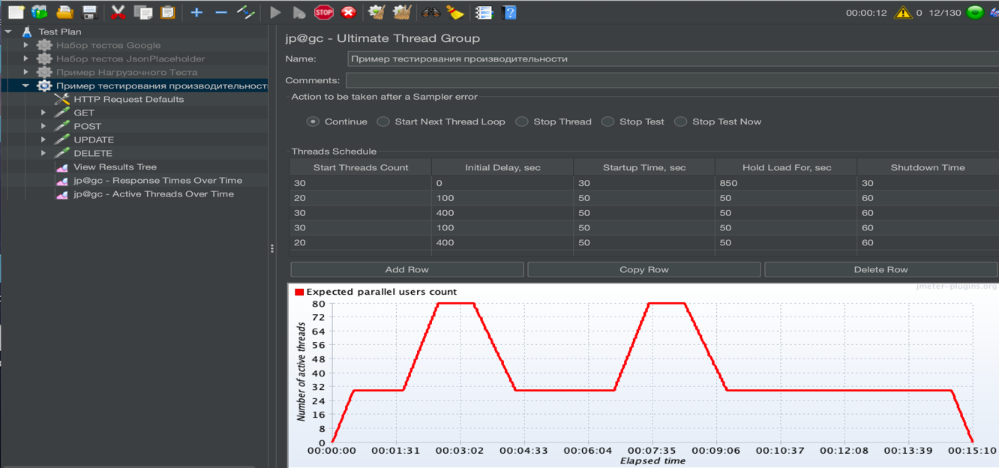 STOP
?
00:00:12
0
12/130
Test Plan
Набор тестов Google
Набор тестов JsonPlaceholder
Пример Нагрузочного Теста
Пример тестирования производительност
HTTP Request Defaults
GET
POST
UPDATE
DELETE
View Results Tree
jp@gc - Response Times Over Time
jp@gc - Active Threads Over Time
jp@gc - Ultimate Thread Group
Name: Пример тестирования производительности
Comments:
Action to be taken after a Sampler error
Continue Start Next Thread Loop Stop Thread Stop Test Stop Test Now
Threads Schedule
Start Threads Count Initial Delay, sec Startup Time, sec Hold Load For, sec Shutdown Time
30 0 30 850 30
20 100 50 50 60
30 400 50 50 60
30 100 50 50 60
20 400 50 50 60
Add Row Copy Row Delete Row
jmeter-plugins.org
Expected parallel users count
80
72
64
56
48
40
32
24
16
8
0
Number of active threads
00:00:00 00:01:31 00:03:02 00:04:33 00:06:04 00:07:35 00:09:06 00:10:37 00:12:08 00:13:39 00:15:10
Elapsed time